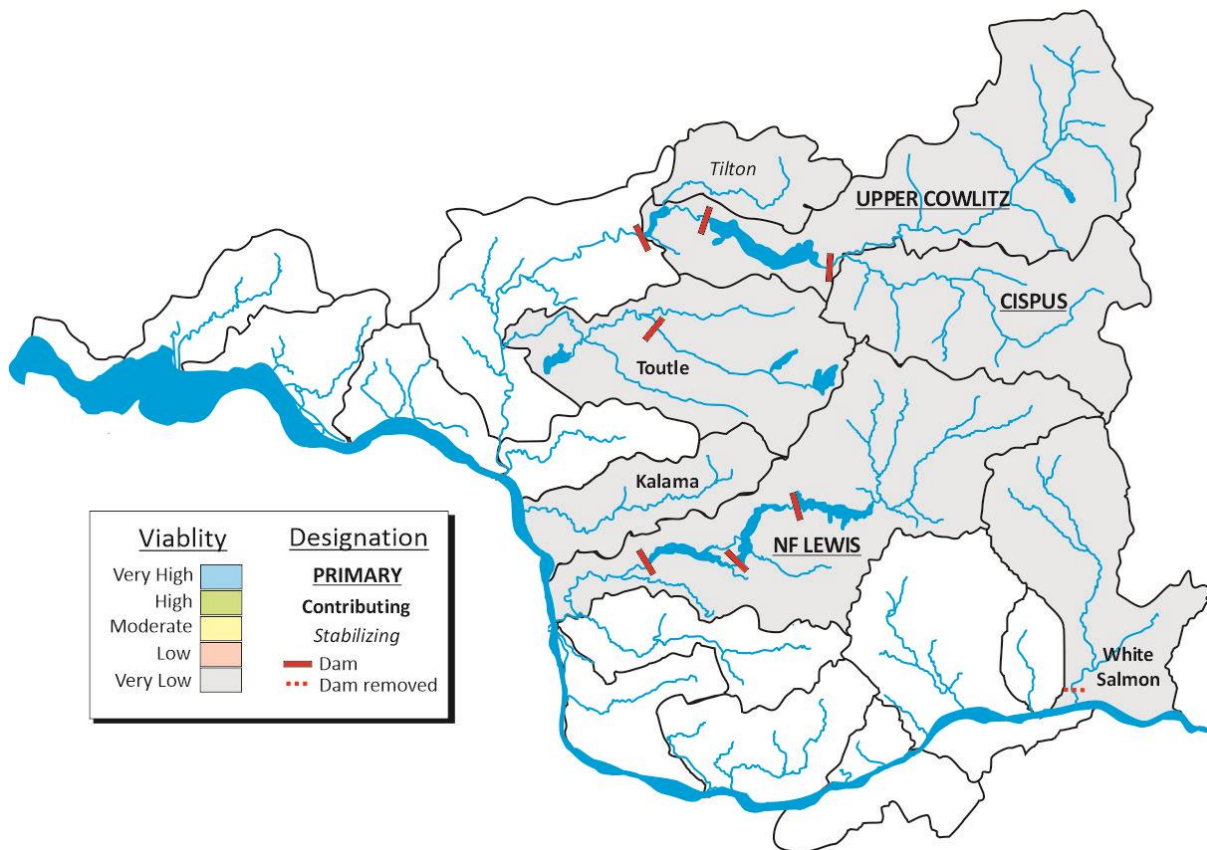 Tilton
UPPER COWLITZ
CISPUS
Toutle
Kalama
NF LEWIS
White
Salmon
Viablity
Very High
High
Moderate
Low
Very Low
Designation
PRIMARY
Contributing
Stabilizing
Dam
Dam removed